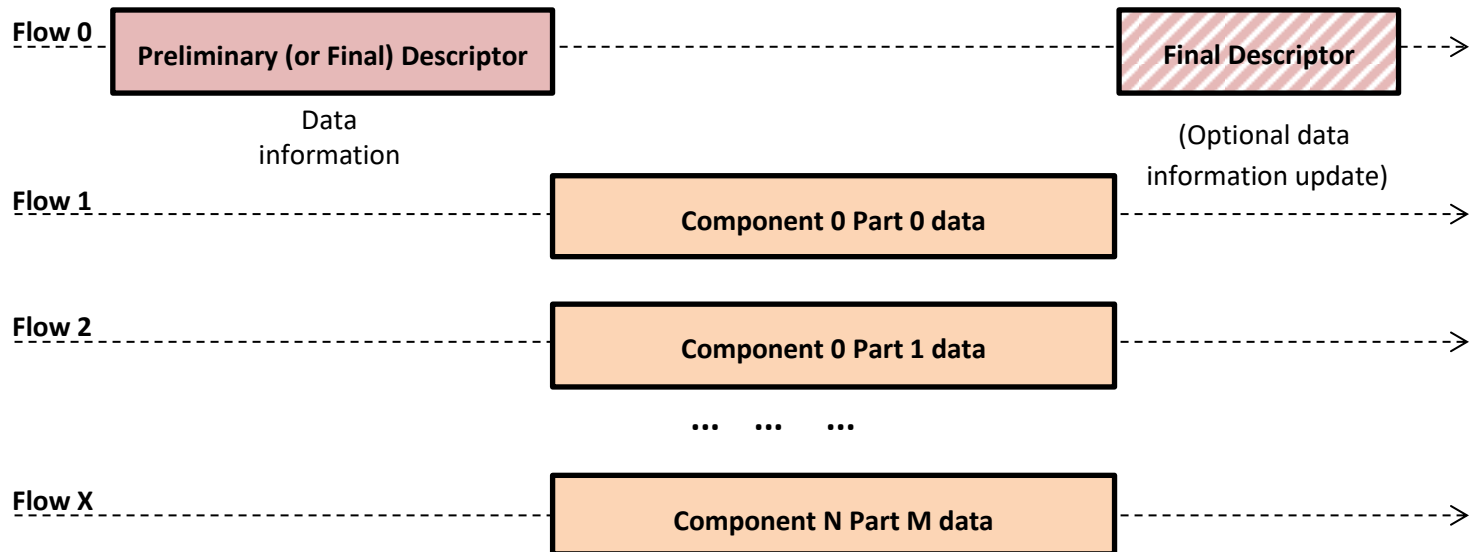 Flow 0
Preliminary (or Final) Descriptor
Final Descriptor
Data
information
(Optional data
information update)
Flow 1
Component 0 Part 0 data
Flow 2
Component 0 Part 1 data
... ... ...
Flow X
Component N Part M data